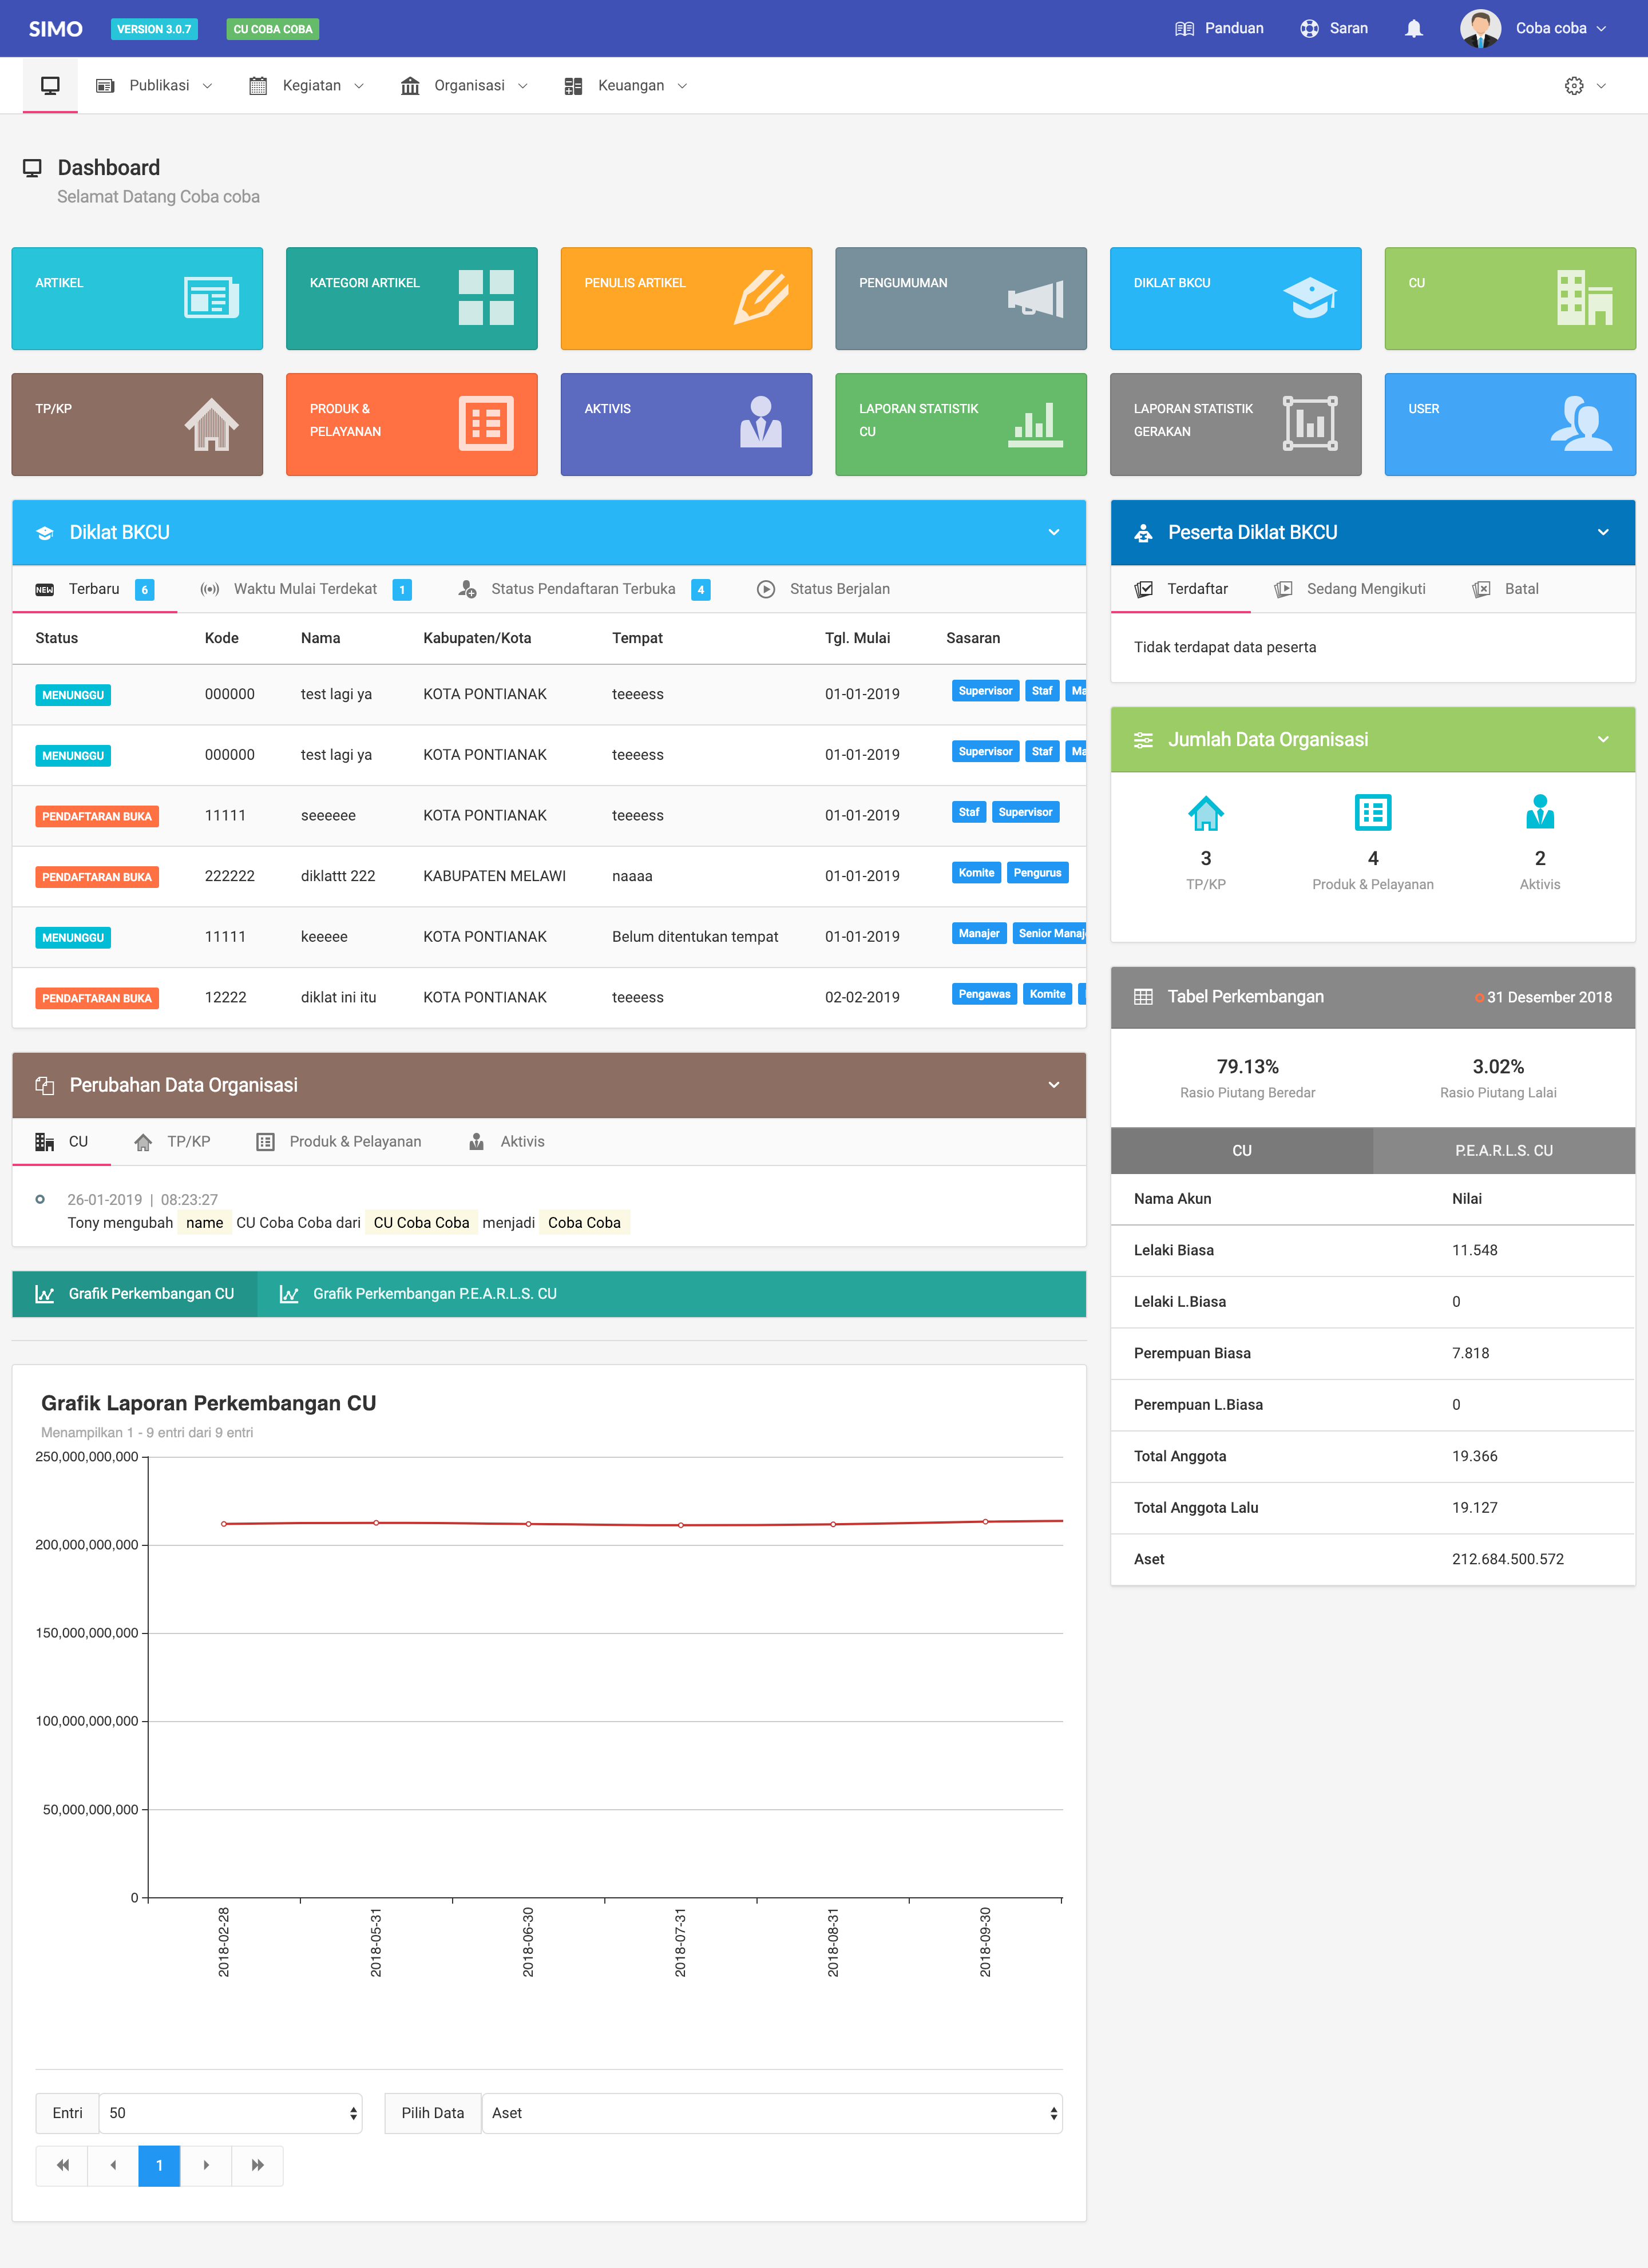 SIMO VERSION 3.0.7 CU COBA COBA Panduan Saran Coba coba
Publikasi Kegiatan Organisasi Keuangan
Dashboard
Selamat Datang Coba coba
ARTIKEL KATEGORI ARTIKEL PENULIS ARTIKEL PENGUMUMAN DIKLAT BKCU CU
TP/KP PRODUK & AKTIVIS LAPORAN STATISTIK LAPORAN STATISTIK USER
PELAYANAN CU GERAKAN
Diklat BKCU
NEW Terbaru 6 Waktu Mulai Terdekat 1 Status Pendaftaran Terbuka 4 Status Berjalan
Status Kode Nama Kabupaten/Kota Tempat Tgl. Mulai Sasaran
MENUNGGU 000000 test lagi ya KOTA PONTIANAK teeeess 01-01-2019 Supervisor Staf Ma
MENUNGGU 000000 test lagi ya KOTA PONTIANAK teeeess 01-01-2019 Supervisor Staf Ma
PENDAFTARAN BUKA 11111 seeeeee KOTA PONTIANAK teeeess 01-01-2019 Staf Supervisor
PENDAFTARAN BUKA 222222 diklattt 222 KABUPATEN MELAWI naaaa 01-01-2019 Komite Pengurus
MENUNGGU 11111 keeeee KOTA PONTIANAK Belum ditentukan tempat 01-01-2019 Manajer Senior Manaj
PENDAFTARAN BUKA 12222 diklat ini itu KOTA PONTIANAK teeeess 02-02-2019 Pengawas Komite
Perubahan Data Organisasi
CU TP/KP Produk & Pelayanan Aktivis
26-01-2019 | 08:23:27
Tony mengubah name CU Coba Coba dari CU Coba Coba menjadi Coba Coba
Grafik Perkembangan CU Grafik Perkembangan P.E.A.R.L.S. CU
Grafik Laporan Perkembangan CU
Menampilkan 1 - 9 entri dari 9 entri
250,000,000,000
200,000,000,000
150,000,000,000
100,000,000,000
50,000,000,000
0
2018-02-28 2018-05-31 2018-06-30 2018-07-31 2018-08-31 2018-09-30
Entri 50 Pilih Data Aset
1
Peserta Diklat BKCU
Terdaftar Sedang Mengikuti Batal
Tidak terdapat data peserta
Jumlah Data Organisasi
3 4 2
TP/KP Produk & Pelayanan Aktivis
Tabel Perkembangan 31 Desember 2018
79.13% 3.02%
Rasio Piutang Beredar Rasio Piutang Lalai
CU P.E.A.R.L.S. CU
Nama Akun Nilai
Lelaki Biasa 11.548
Lelaki L.Biasa 0
Perempuan Biasa 7.818
Perempuan L.Biasa 0
Total Anggota 19.366
Total Anggota Lalu 19.127
Aset 212.684.500.572